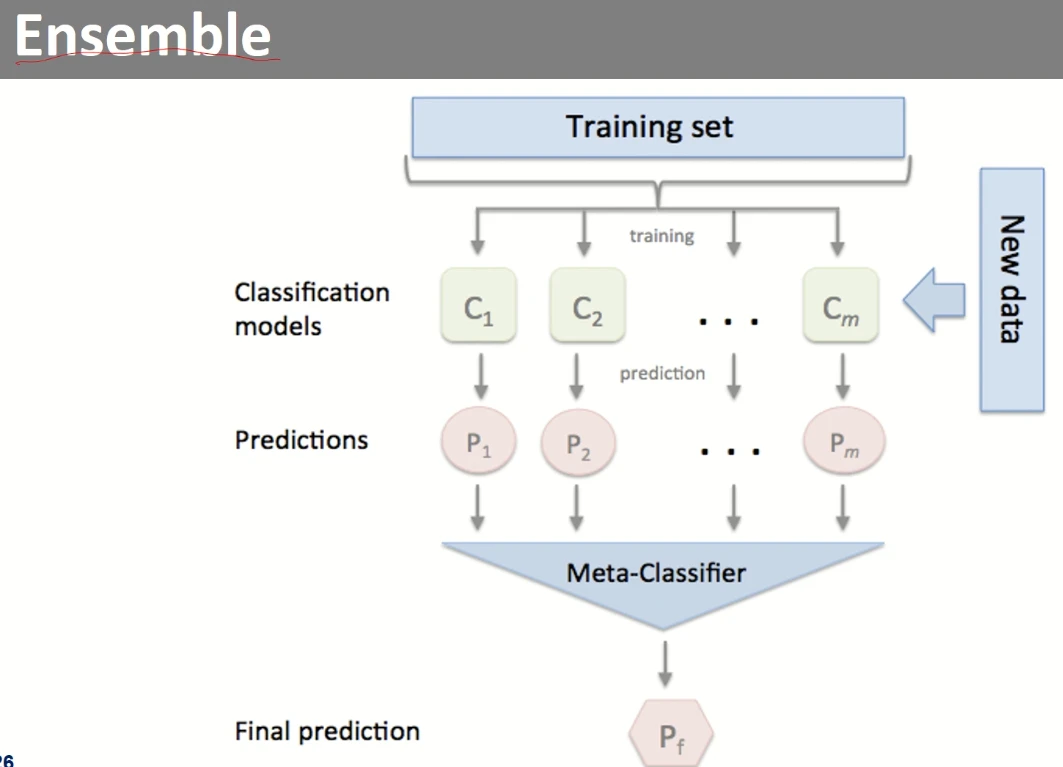 Ensemble
Training set
training
New data
Classification
models
C1
C2
. . .
Cm
prediction
Predictions
P1
P2
. . .
Pm
Meta-Classifier
Final prediction
Pf